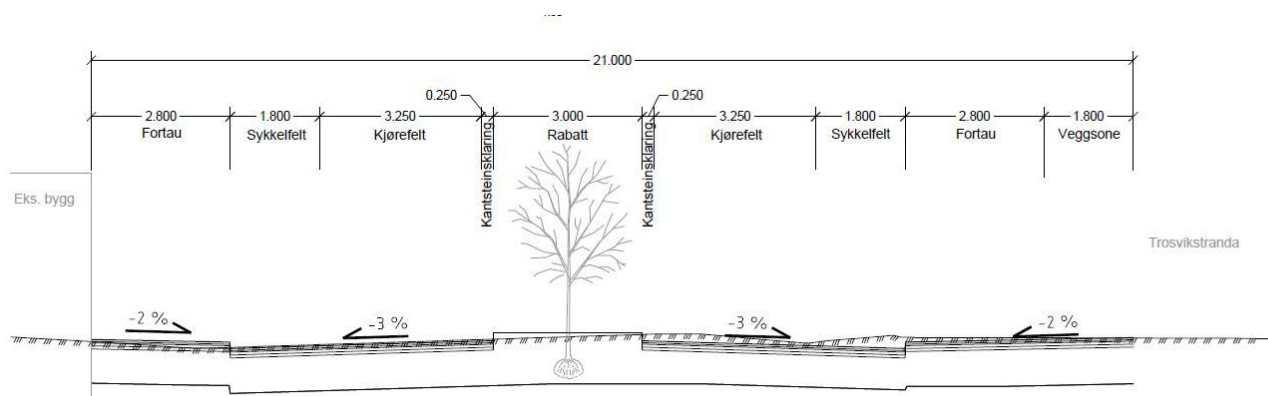 21.000
0.250
0.250
2.800
1.800
3.250
3.000
3.250
1.800
2.800
1.800
Fortau
Sykkelfelt
Kjørefelt
Kantsteinsklaring
Rabatt
Kantsteinsklaring
Kjørefelt
Sykkelfelt
Fortau
Veggsone
Eks. bygg
Trosvikstranda
-2 %
-3 %
-3 %
-2 %